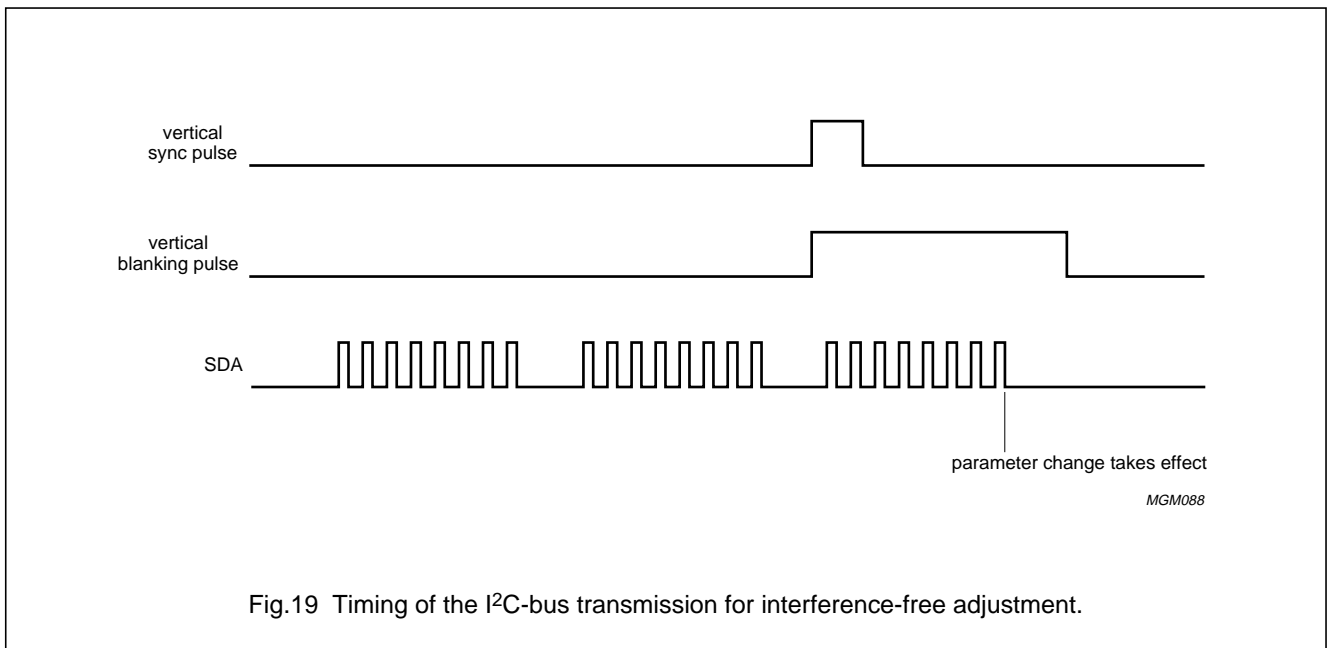 vertical
sync pulse
vertical
blanking pulse
SDA
parameter change takes effect
MGM088
Fig.19 Timing of the I²C-bus transmission for interference-free adjustment.